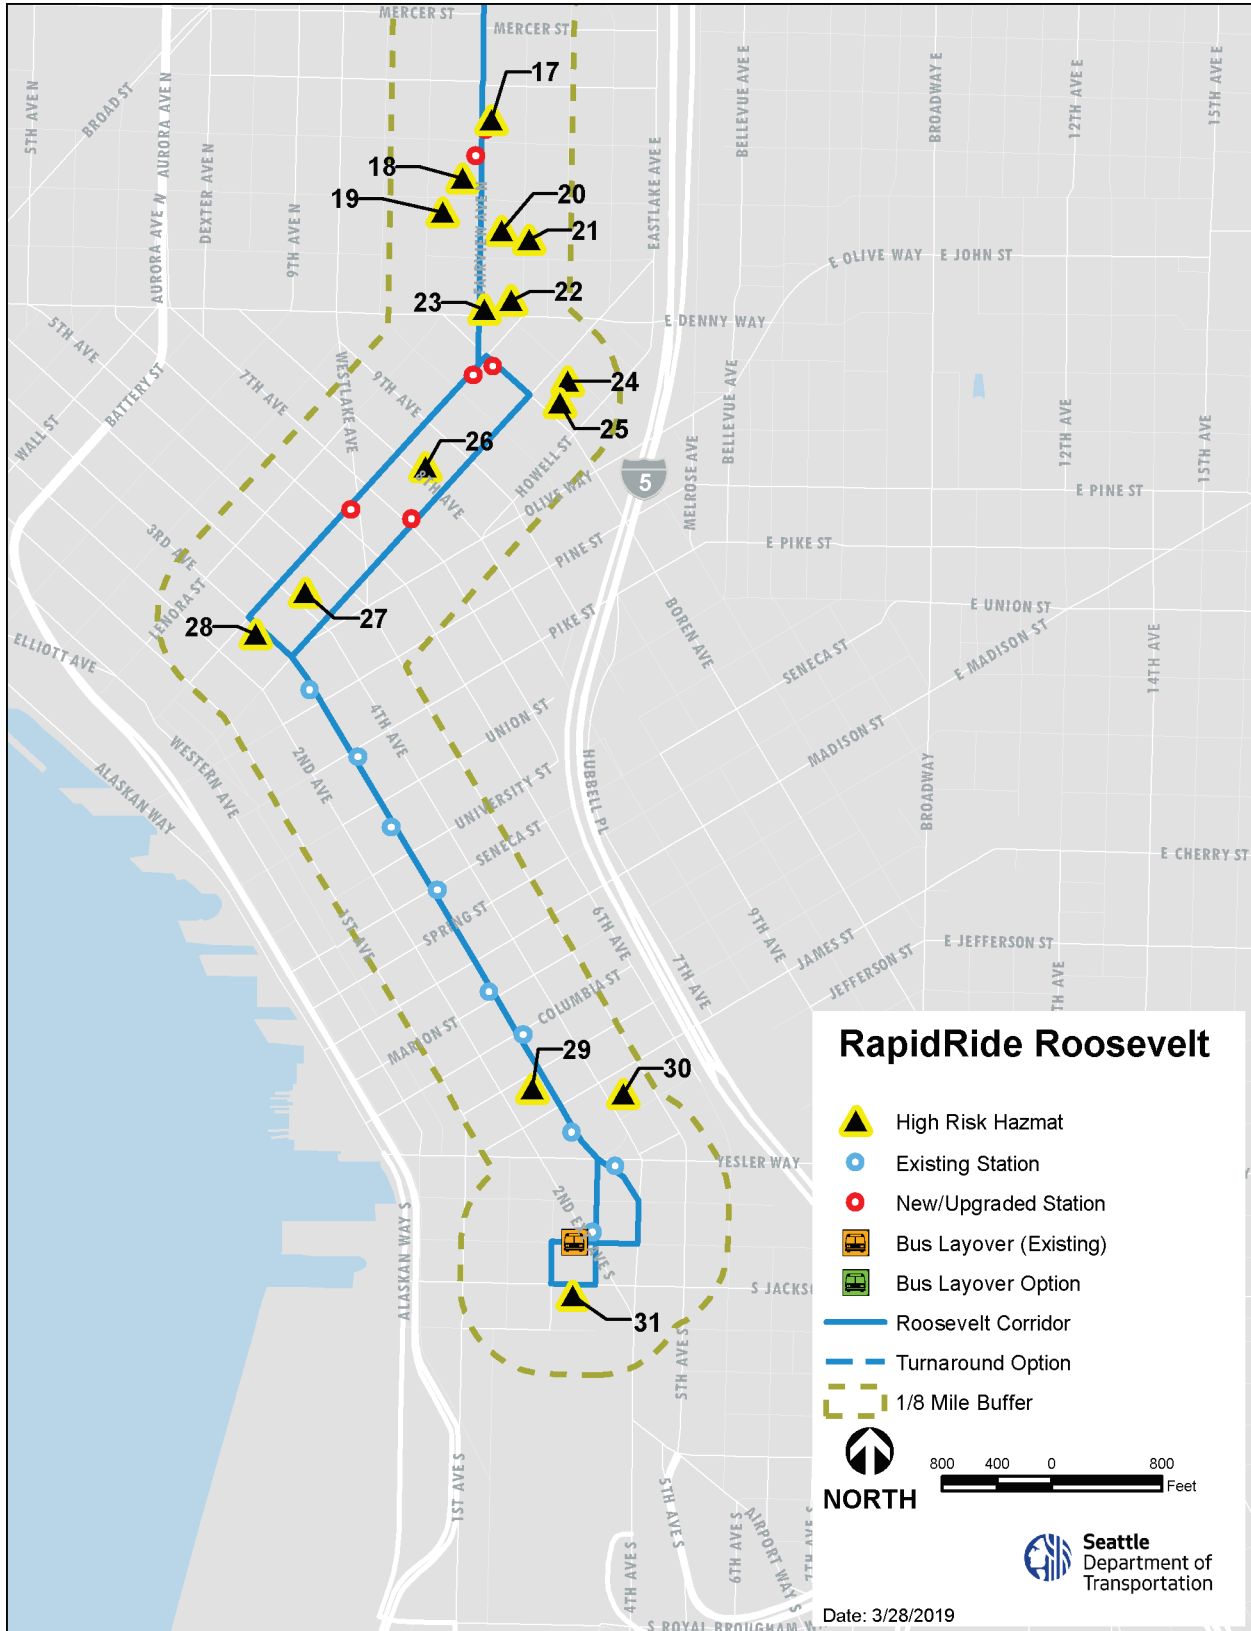 MERCER ST
MERCER ST
5TH AVE N
BROAD ST
AURORA AVE N
AURORA AVE N
DEXTER AVE N
9TH AVE N
17
18
19
20
21
22
23
EASTLAKE AVE E
BELLEVUE AVE E
BROADWAY E
12TH AVE E
15TH AVE E
E OLIVE WAY
E JOHN ST
E DENNY WAY
5TH AVE
BATTERY ST
WALL ST
7TH AVE
WESTLAKE AVE
9TH AVE
24
25
26
8TH AVE
HOWELL ST
OLIVE WAY
5
MELROSE AVE
BELLEVUE AVE
12TH AVE
15TH AVE
E PINE ST
E PIKE ST
3RD AVE
LENORA ST
PINE ST
PIKE ST
27
28
ELLIOTT AVE
BOREN AVE
SENECA ST
E UNION ST
E MADISON ST
14TH AVE
4TH AVE
UNION ST
MADISON ST
WESTERN AVE
2ND AVE
ALASKAN WAY
UNIVERSITY ST
HUBBELL PL
BROADWAY
SENECA ST
E CHERRY ST
1ST AVE
SPRING ST
6TH AVE
9TH AVE
JAMES ST
E JEFFERSON ST
JEFFERSON ST
7TH AVE
COLUMBIA ST
MARION ST
29
30
YESLER WAY
ALASKAN WAY S
S JACKSO
31
5TH AVE S
1ST AVE S
5TH AVE S
4TH AVE S
6TH AVE S
AIRPORT WAY S
S ROYAL BROUGHAM W
RapidRide Roosevelt
High Risk Hazmat
Existing Station
New/Upgraded Station
Bus Layover (Existing)
Bus Layover Option
Roosevelt Corridor
Turnaround Option
1/8 Mile Buffer
NORTH
800 400 0 800
Feet
Seattle
Department of
Transportation
Date: 3/28/2019